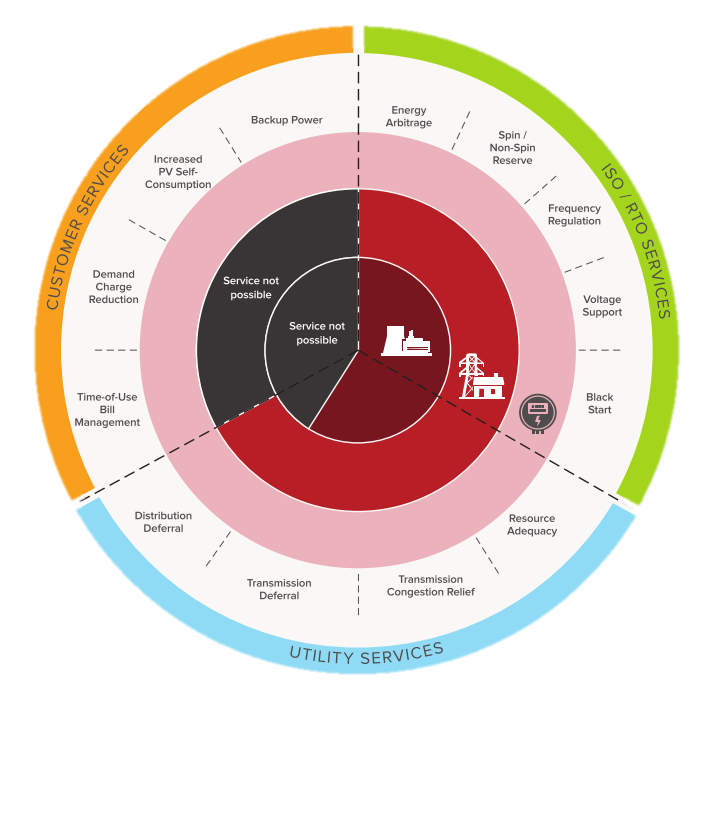 CUSTOMER SERVICES
ISO / RTO SERVICES
UTILITY SERVICES
Backup Power
Energy
Arbitrage
Spin /
Non-Spin
Reserve
Increased
PV Self-
Consumption
Frequency
Regulation
Demand
Charge
Reduction
Service not
possible
Service not
possible
Voltage
Support
Time-of-Use
Bill
Management
Black
Start
Distribution
Deferral
Resource
Adequacy
Transmission
Deferral
Transmission
Congestion Relief